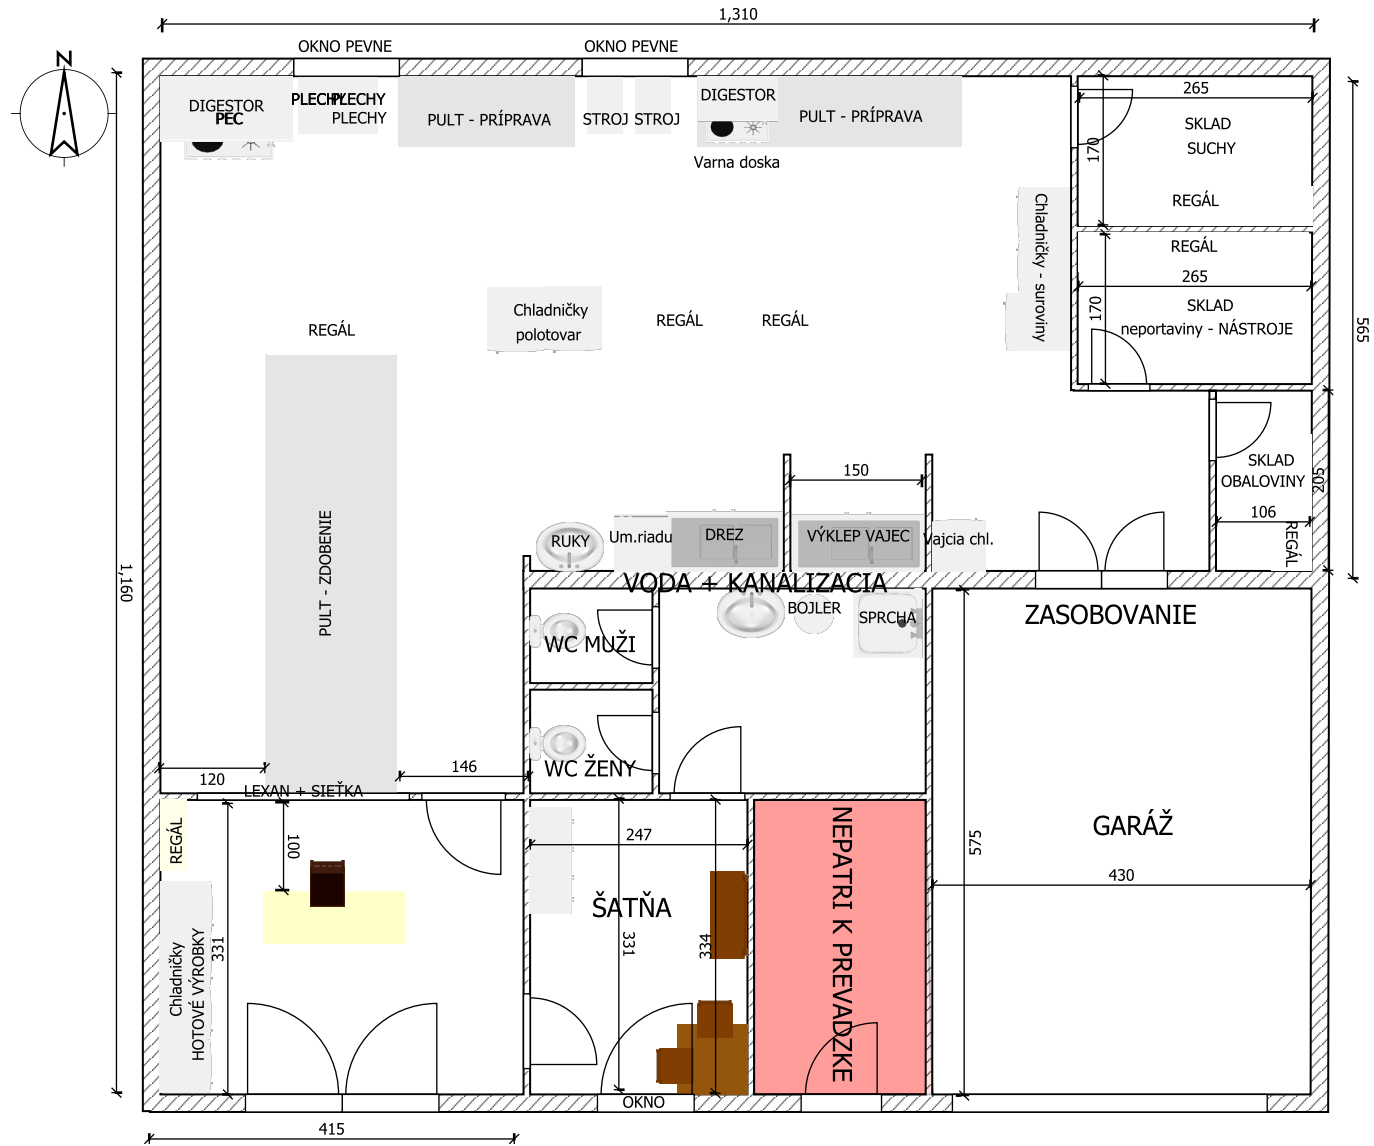 1,310
OKNO PEVNE
OKNO PEVNE
N
DIGESTOR
PEC
PLECHY
PLECHY
PLECHY
PULT - PRÍPRAVA
STROJ
STROJ
DIGESTOR
PULT - PRÍPRAVA
Varna doska
265
SKLAD
SUCHY
170
REGÁL
REGÁL
265
SKLAD
neportaviny - NÁSTROJE
170
Chladničky - suroviny
565
Chladničky
polotovar
REGÁL
REGÁL
REGÁL
SKLAD
OBALOVINY
205
106
REGÁL
150
RUKY
Um.riadu
DREZ
VÝKLEP VAJEC
Vajcia chl.
VODA + KANALIZACIA
1,160
PULT - ZDOBENIE
BOJLER
SPRCHA
ZASOBOVANIE
WC MUŽI
WC ŽENY
120
146
LEXAN + SIEŤKA
REGÁL
100
247
575
GARÁŽ
430
ŠATŇA
NEPATRI K PREVADZKE
Chladničky
HOTOVÉ VÝROBKY
331
331
334
OKNO
415